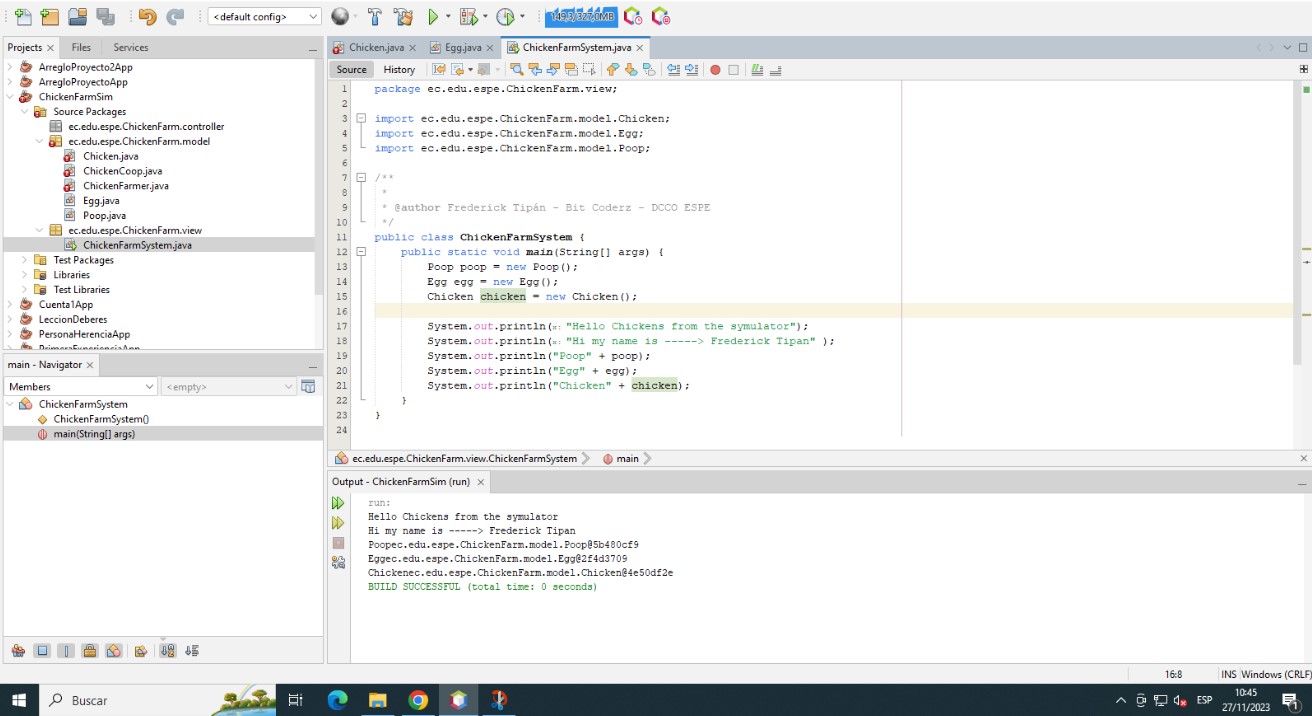 <default config>
149,3/327,0MB
Projects
Files
Services
ArregloProyecto2App
ArregloProyectoApp
ChickenFarmSim
Source Packages
ec.edu.espe.ChickenFarm.controller
ec.edu.espe.ChickenFarm.model
Chicken.java
ChickenCoop.java
ChickenFarmer.java
Egg.java
Poop.java
ec.edu.espe.ChickenFarm.view
ChickenFarmSystem.java
Test Packages
Libraries
Test Libraries
Cuenta1App
LeccionDeberes
PersonaHerenciaApp
PrimeraExperienciaApp
main - Navigator
Members
<empty>
ChickenFarmSystem
ChickenFarmSystem()
main(String[] args)
Chicken.java
Egg.java
ChickenFarmSystem.java
Source
History
1 package ec.edu.espe.ChickenFarm.view;
2
3 import ec.edu.espe.ChickenFarm.model.Chicken;
4 import ec.edu.espe.ChickenFarm.model.Egg;
5 import ec.edu.espe.ChickenFarm.model.Poop;
6
7 /**
8 *
9 * @author Frederick Tipán - Bit Coderz - DCCO ESPE
10 */
11 public class ChickenFarmSystem {
12 public static void main(String[] args) {
13 Poop poop = new Poop();
14 Egg egg = new Egg();
15 Chicken chicken = new Chicken();
16
17 System.out.println(x: "Hello Chickens from the symulator");
18 System.out.println(x: "Hi my name is -----> Frederick Tipan" );
19 System.out.println("Poop" + poop);
20 System.out.println("Egg" + egg);
21 System.out.println("Chicken" + chicken);
22 }
23 }
24
ec.edu.espe.ChickenFarm.view.ChickenFarmSystem
main
Output - ChickenFarmSim (run)
run:
Hello Chickens from the symulator
Hi my name is -----> Frederick Tipan
Poopec.edu.espe.ChickenFarm.model.Poop@5b480cf9
Eggec.edu.espe.ChickenFarm.model.Egg@2f4d3709
Chickenec.edu.espe.ChickenFarm.model.Chicken@4e50df2e
BUILD SUCCESSFUL (total time: 0 seconds)
16:8
INS
Windows (CRLF)
Buscar
ESP
10:45
27/11/2023
1